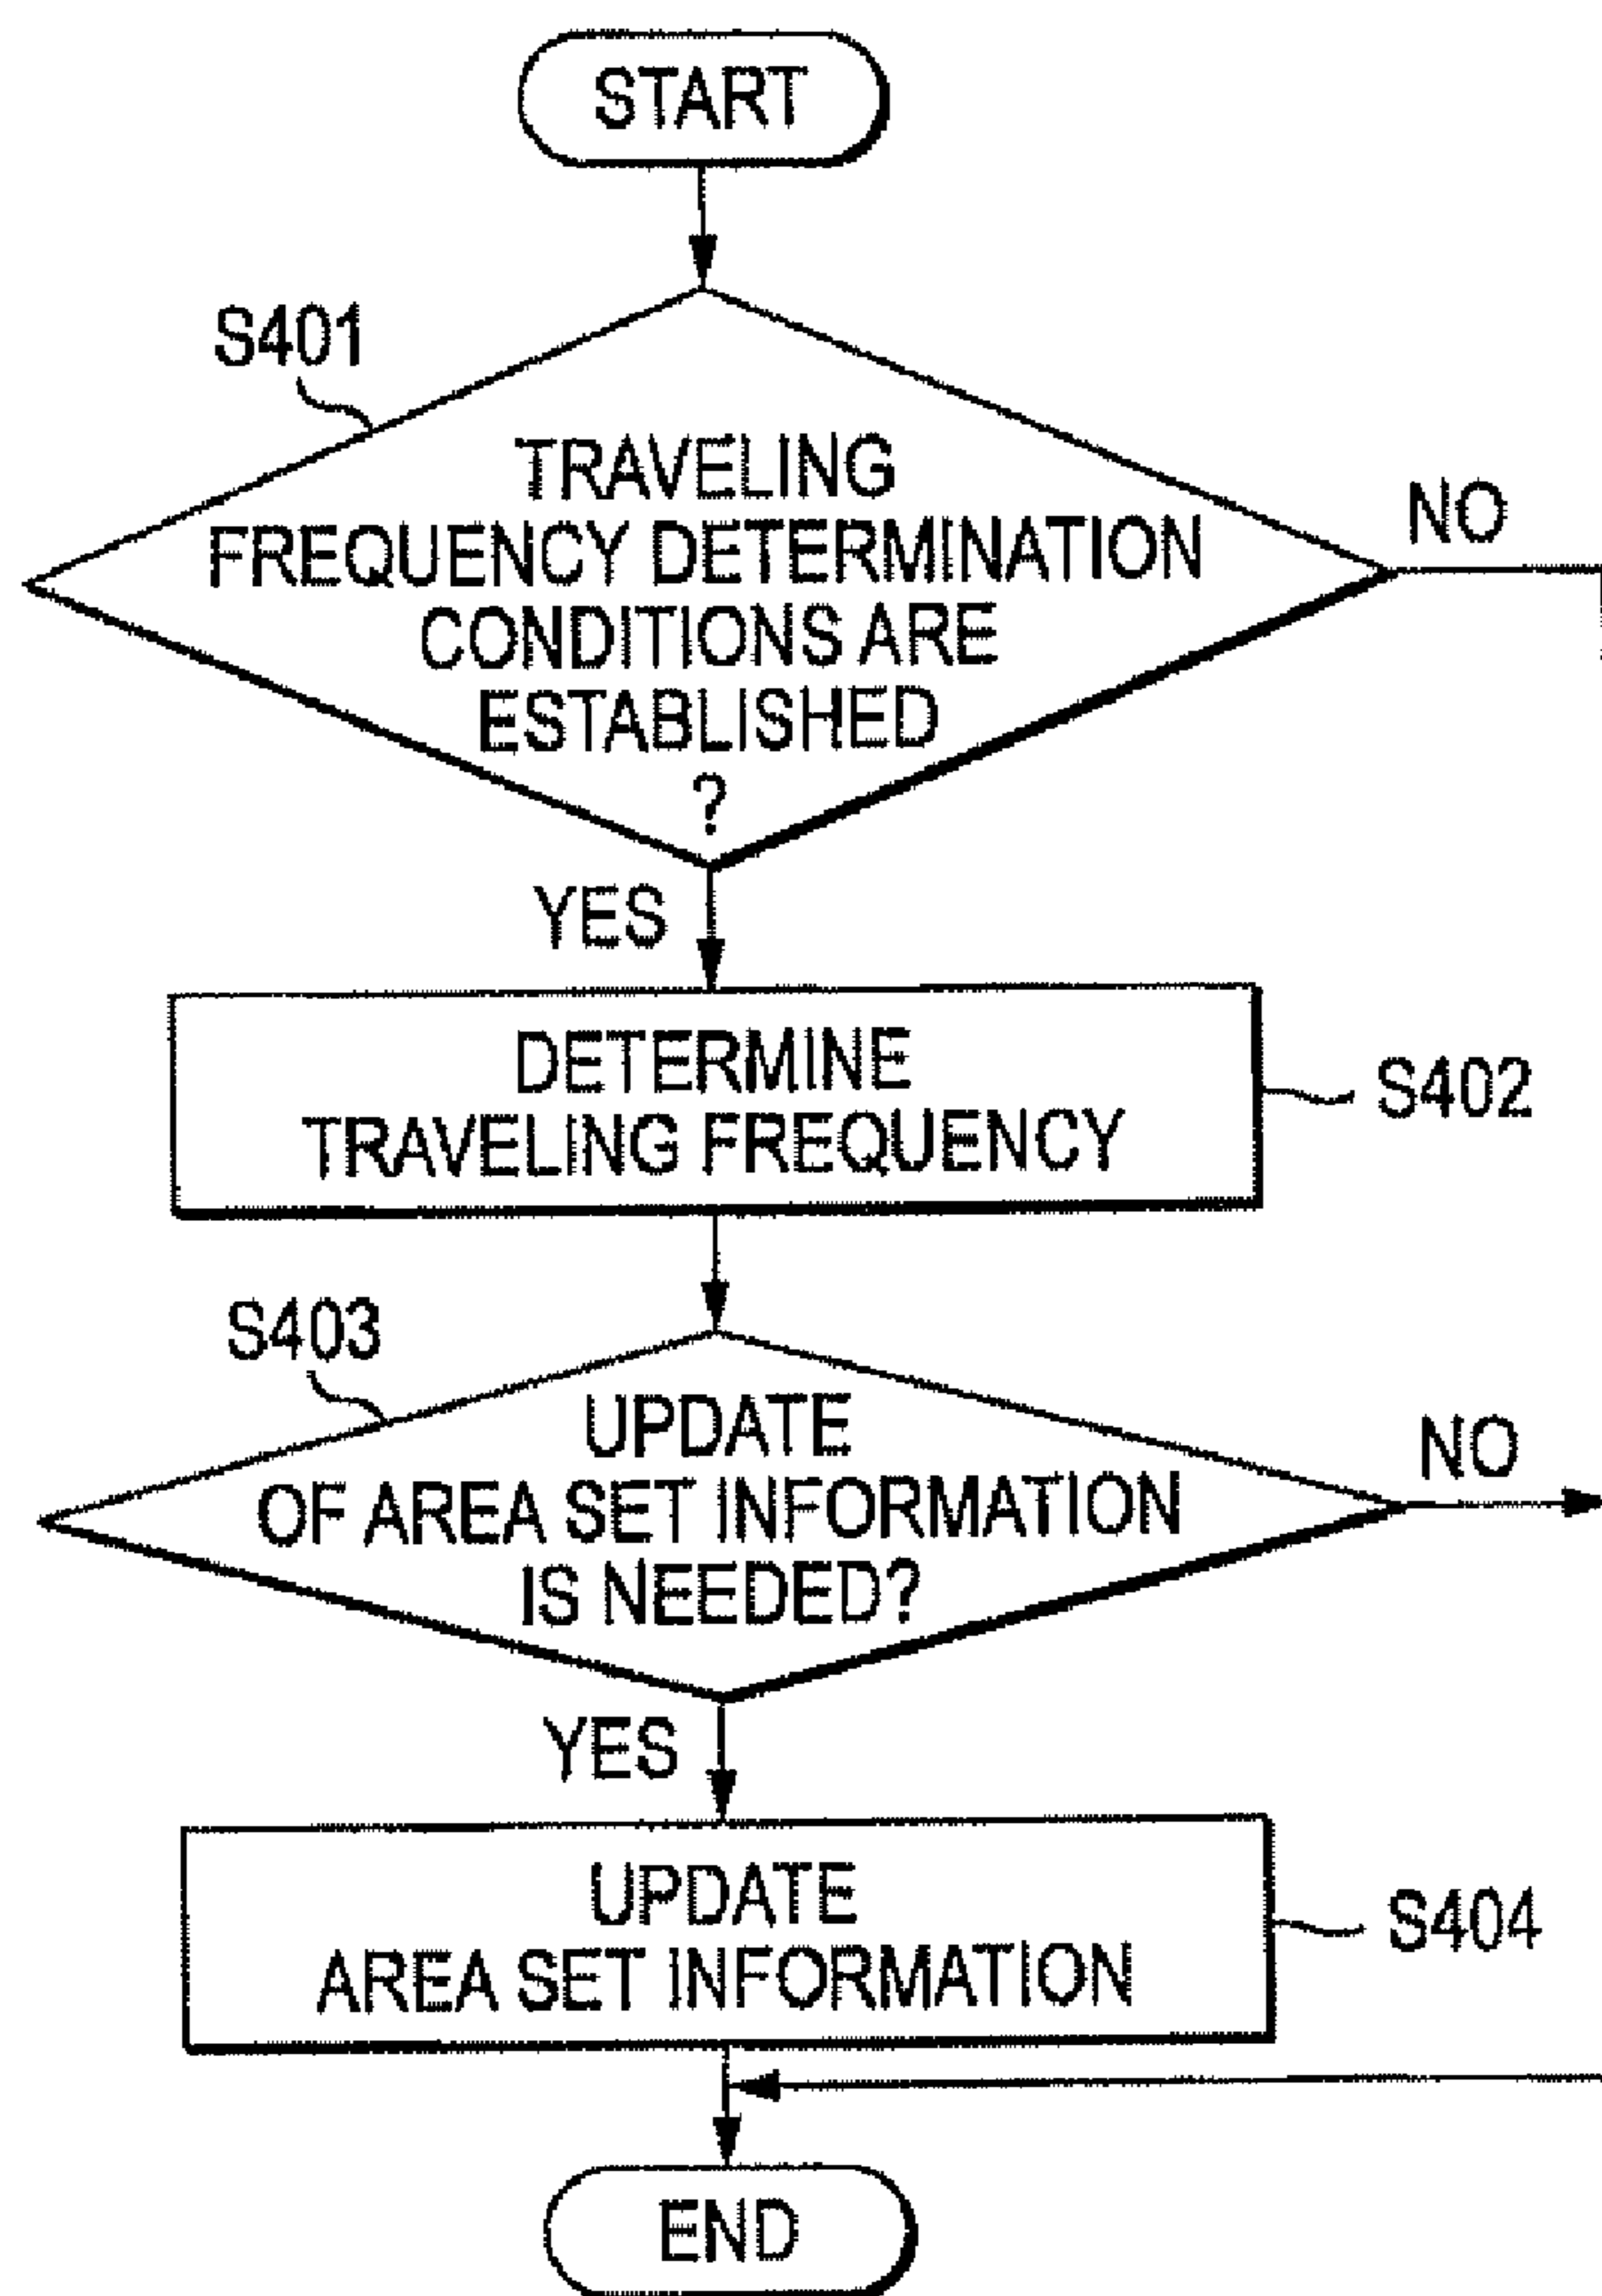 START
S401
TRAVELING
FREQUENCY DETERMINATION
CONDITIONS ARE
ESTABLISHED
?
NO
YES
DETERMINE
TRAVELING FREQUENCY
S402
S403
UPDATE
OF AREA SET INFORMATION
IS NEEDED?
NO
YES
UPDATE
AREA SET INFORMATION
S404
END